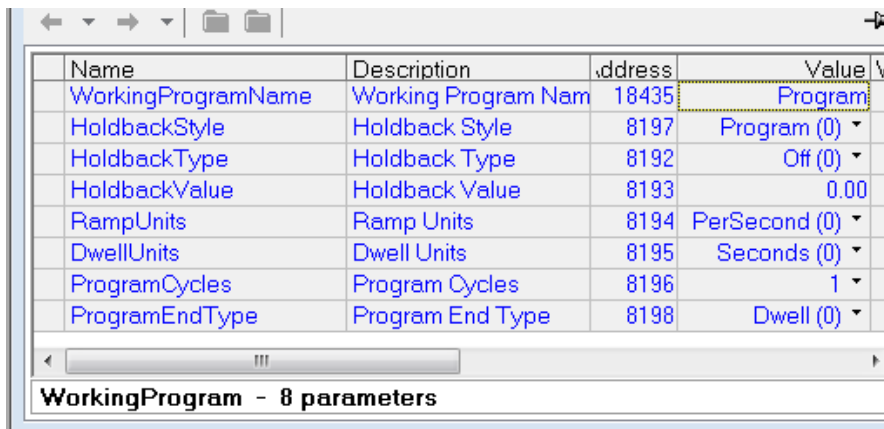 Name Description Address Value
WorkingProgramName Working Program Nam 18435 Program
HoldbackStyle Holdback Style 8197 Program (0)
HoldbackType Holdback Type 8192 Off (0)
HoldbackValue Holdback Value 8193 0.00
RampUnits Ramp Units 8194 PerSecond (0)
DwellUnits Dwell Units 8195 Seconds (0)
ProgramCycles Program Cycles 8196 1
ProgramEndType Program End Type 8198 Dwell (0)
WorkingProgram - 8 parameters